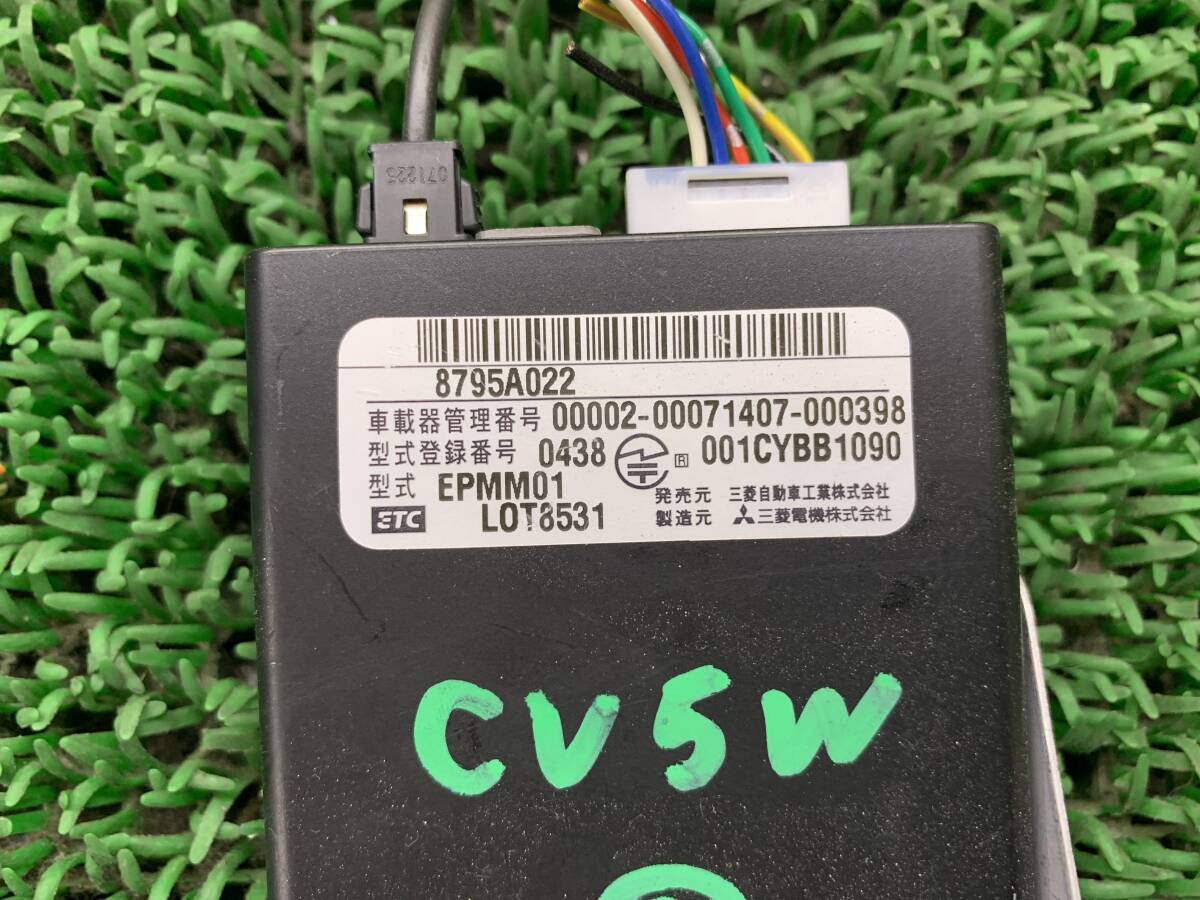 071225
8795A022
車載器管理番号 00002-00071407-000398
型式登録番号 0438 R 001CYBB1090
型式 EPMM01 発売元 三菱自動車工業株式会社
ETC LOT8531 製造元 三菱電機株式会社
CV5W